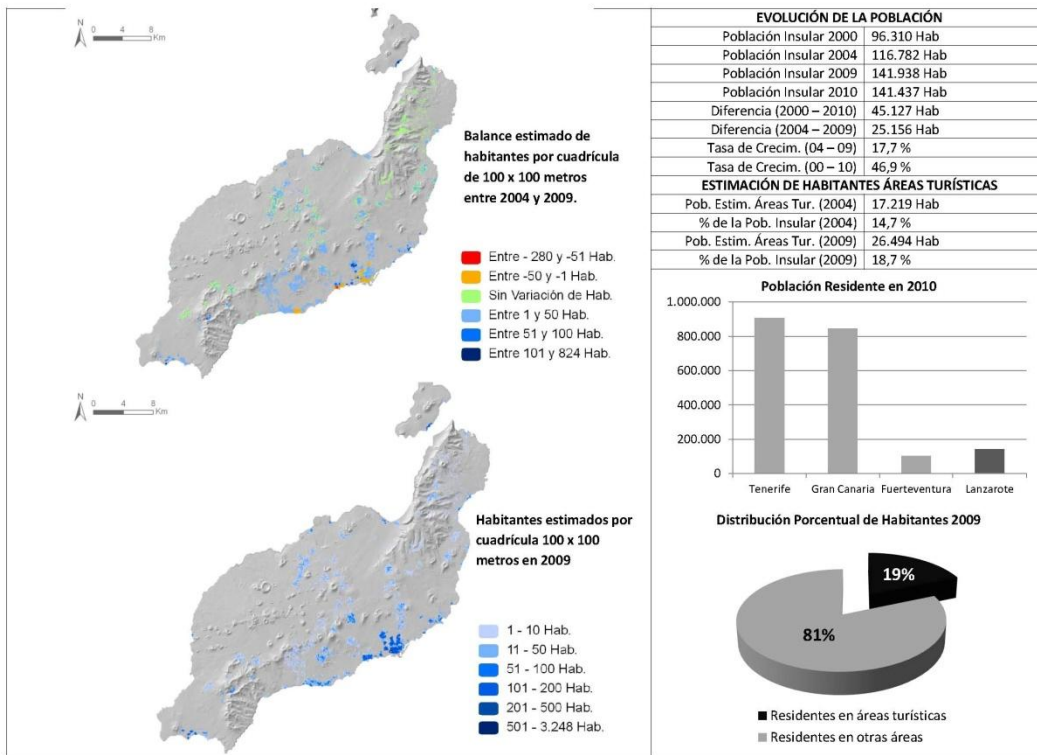 N
0 4 8
Km
Balance estimado de
habitantes por cuadrícula
de 100 x 100 metros
entre 2004 y 2009.
Entre - 280 y -51 Hab.
Entre -50 y -1 Hab.
Sin Variación de Hab.
Entre 1 y 50 Hab.
Entre 51 y 100 Hab.
Entre 101 y 824 Hab.
N
0 4 8
Km
Habitantes estimados por
cuadrícula 100 x 100
metros en 2009
1 - 10 Hab.
11 - 50 Hab.
51 - 100 Hab.
101 - 200 Hab.
201 - 500 Hab.
501 - 3.248 Hab.
EVOLUCIÓN DE LA POBLACIÓN
Población Insular 2000 96.310 Hab
Población Insular 2004 116.782 Hab
Población Insular 2009 141.938 Hab
Población Insular 2010 141.437 Hab
Diferencia (2000 – 2010) 45.127 Hab
Diferencia (2004 – 2009) 25.156 Hab
Tasa de Crecim. (04 – 09) 17,7 %
Tasa de Crecim. (00 – 10) 46,9 %
ESTIMACIÓN DE HABITANTES ÁREAS TURÍSTICAS
Pob. Estim. Áreas Tur. (2004) 17.219 Hab
% de la Pob. Insular (2004) 14,7 %
Pob. Estim. Áreas Tur. (2009) 26.494 Hab
% de la Pob. Insular (2009) 18,7 %
Población Residente en 2010
1.000.000
800.000
600.000
400.000
200.000
0
Tenerife Gran Canaria Fuerteventura Lanzarote
Distribución Porcentual de Habitantes 2009
19%
81%
Residentes en áreas turísticas
Residentes en otras áreas